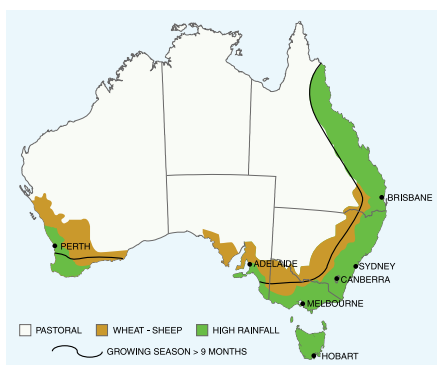 BRISBANE
PERTH
ADELAIDE
SYDNEY
CANBERRA
MELBOURNE
PASTORAL
WHEAT - SHEEP
HIGH RAINFALL
GROWING SEASON > 9 MONTHS
HOBART